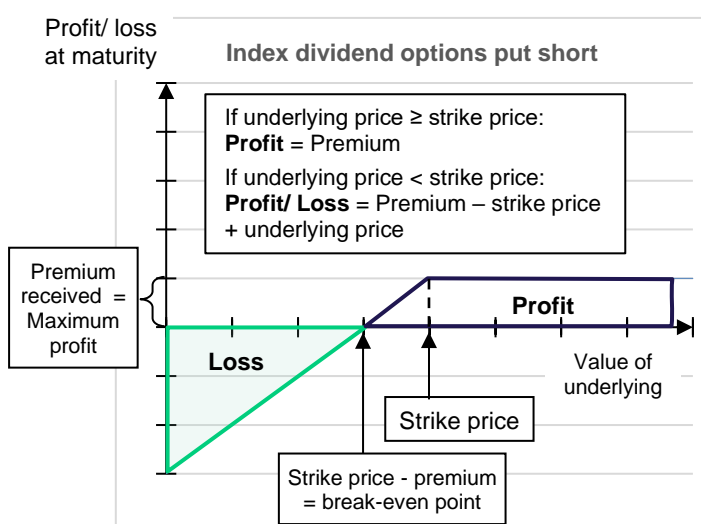 Profit/ loss
at maturity
Index dividend options put short
If underlying price ≥ strike price:
Profit = Premium
If underlying price < strike price:
Profit/ Loss = Premium – strike price
+ underlying price
Premium
received =
Maximum
profit
Profit
Loss
Value of
underlying
Strike price
Strike price - premium
= break-even point